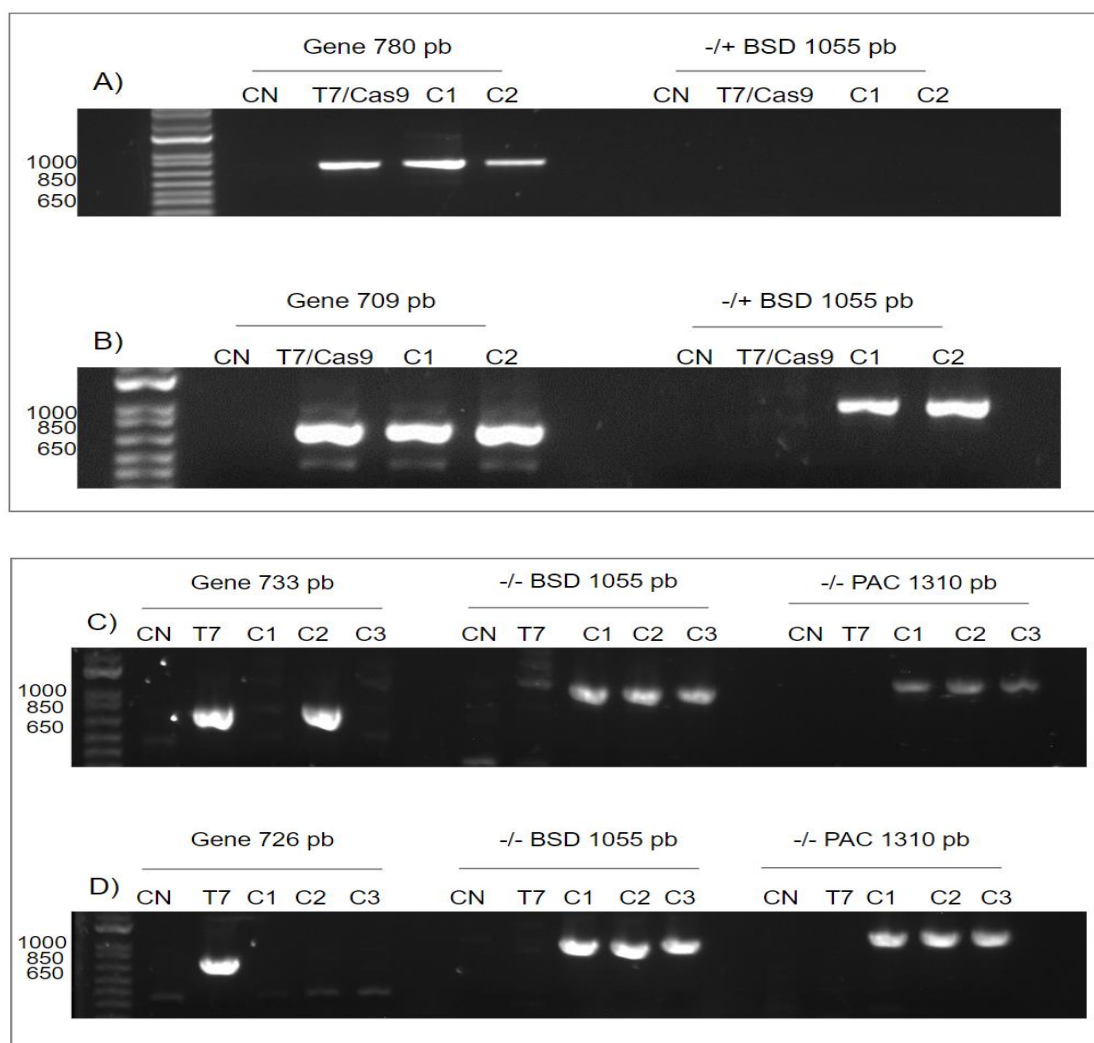 Gene 780 pb -/+ BSD 1055 pb
A)
CN T7/Cas9 C1 C2 CN T7/Cas9 C1 C2
1000
850
650
Gene 709 pb -/+ BSD 1055 pb
B)
CN T7/Cas9 C1 C2 CN T7/Cas9 C1 C2
1000
850
650
Gene 733 pb -/- BSD 1055 pb -/- PAC 1310 pb
C)
CN T7 C1 C2 C3 CN T7 C1 C2 C3 CN T7 C1 C2 C3
1000
850
650
Gene 726 pb -/- BSD 1055 pb -/- PAC 1310 pb
D)
CN T7 C1 C2 C3 CN T7 C1 C2 C3 CN T7 C1 C2 C3
1000
850
650